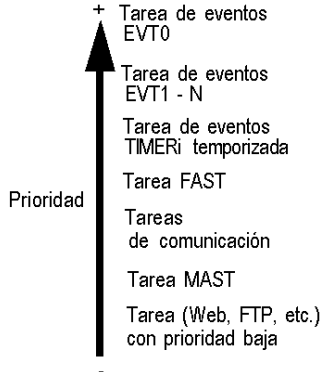 + Tarea de eventos
EVT0
Tarea de eventos
EVT1 - N
Tarea de eventos
TIMERi temporizada
Prioridad
Tarea FAST
Tareas
de comunicación
Tarea MAST
Tarea (Web, FTP, etc.)
con prioridad baja